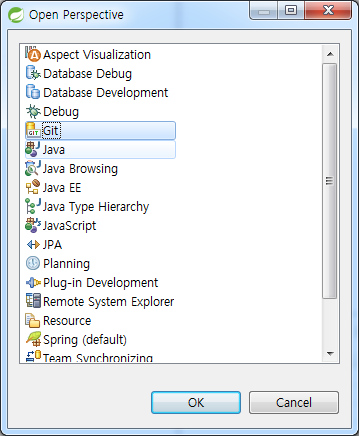 Open Perspective
Aspect Visualization
Database Debug
Database Development
Debug
GIT Git
Java
Java Browsing
Java EE
Java Type Hierarchy
JavaScript
JPA
Planning
Plug-in Development
Remote System Explorer
Resource
Spring (default)
Team Synchronizing
OK
Cancel